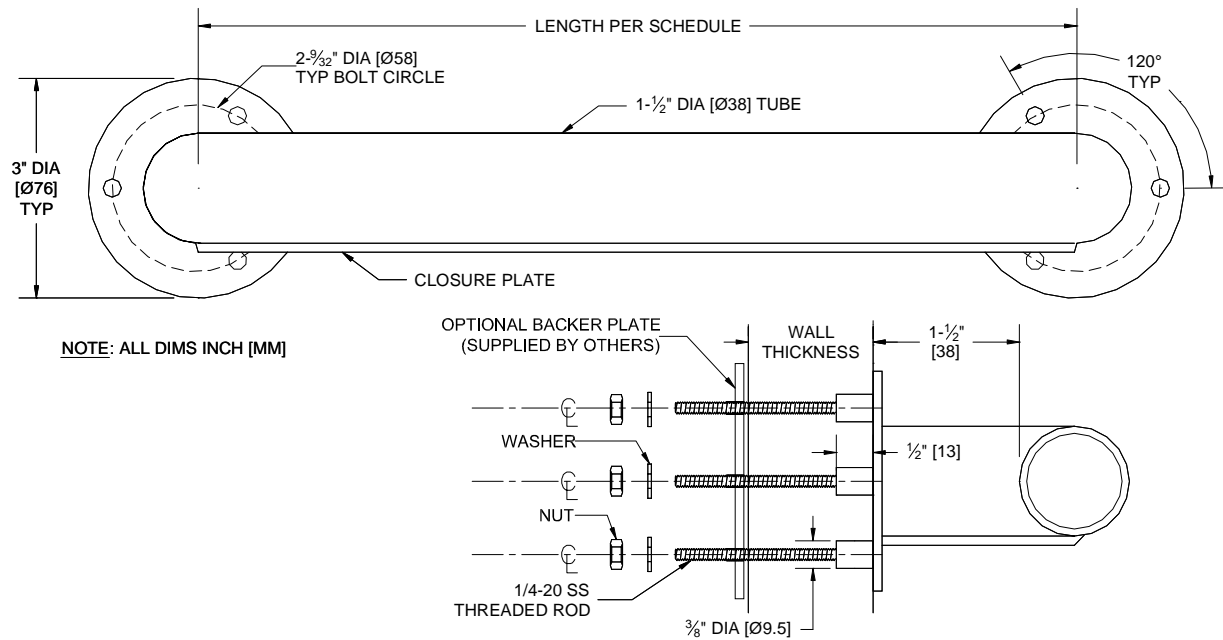 LENGTH PER SCHEDULE
2-9⁄32" DIA [Ø58]
TYP BOLT CIRCLE
120°
TYP
1-½" DIA [Ø38] TUBE
3" DIA
[Ø76]
TYP
CLOSURE PLATE
NOTE: ALL DIMS INCH [MM]
OPTIONAL BACKER PLATE
(SUPPLIED BY OTHERS)
WALL
THICKNESS
1-½"
[38]
CL
WASHER
½" [13]
CL
NUT
CL
1/4-20 SS
THREADED ROD
⅜" DIA [Ø9.5]